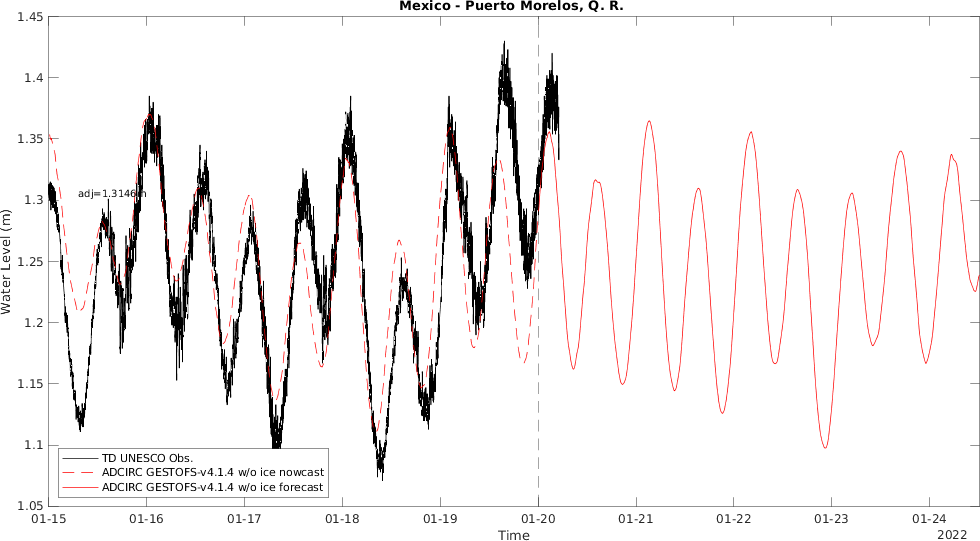 Mexico - Puerto Morelos, Q. R.
1.45
1.4
1.35
1.3
1.25
1.2
1.15
1.1
1.05
Water Level (m)
adj=1.3146m
TD UNESCO Obs.
ADCIRC GESTOFS-v4.1.4 w/o ice nowcast
ADCIRC GESTOFS-v4.1.4 w/o ice forecast
01-15 01-16 01-17 01-18 01-19 01-20 01-21 01-22 01-23 01-24
Time
2022